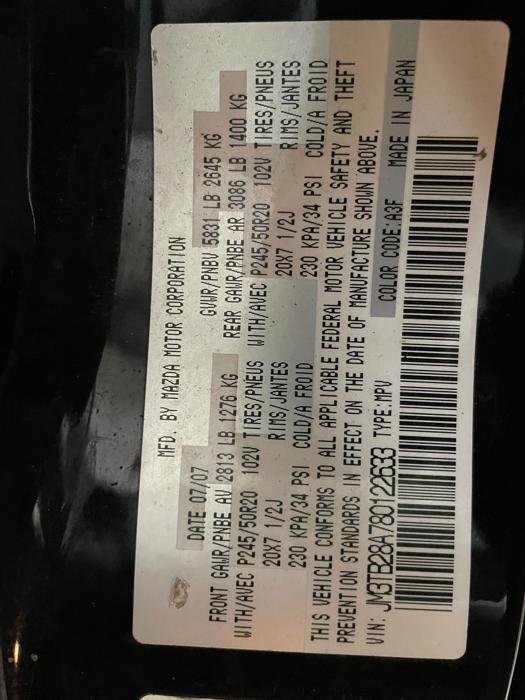 MFD. BY MAZDA MOTOR CORPORATION
DATE 07/07 GVWR/PNBV 5831 LB 2645 KG
FRONT GAWR/PNBE AV 2813 LB 1276 KG REAR GAWR/PNBE AR 3086 LB 1400 KG
WITH/AVEC P245/50R20 102V TIRES/PNEUS WITH/AVEC P245/50R20 102V TIRES/PNEUS
20X7 1/2J RIMS/JANTES 20X7 1/2J RIMS/JANTES
230 KPA/34 PSI COLD/A FROID 230 KPA/34 PSI COLD/A FROID
THIS VEHICLE CONFORMS TO ALL APPLICABLE FEDERAL MOTOR VEHICLE SAFETY AND THEFT
PREVENTION STANDARDS IN EFFECT ON THE DATE OF MANUFACTURE SHOWN ABOVE.
VIN: JM3TB28A780122633 TYPE:MPV COLOR CODE:A3F MADE IN JAPAN